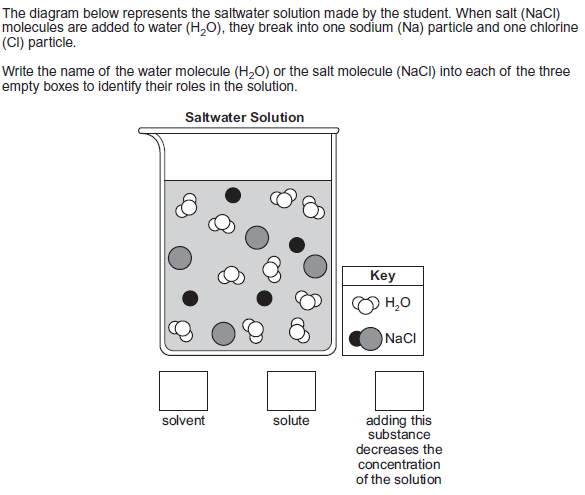 The diagram below represents the saltwater solution made by the student. When salt (NaCl)
molecules are added to water (H₂O), they break into one sodium (Na) particle and one chlorine
(Cl) particle.
Write the name of the water molecule (H₂O) or the salt molecule (NaCl) into each of the three
empty boxes to identify their roles in the solution.
Saltwater Solution
Key
H₂O
NaCl
solvent
solute
adding this
substance
decreases the
concentration
of the solution